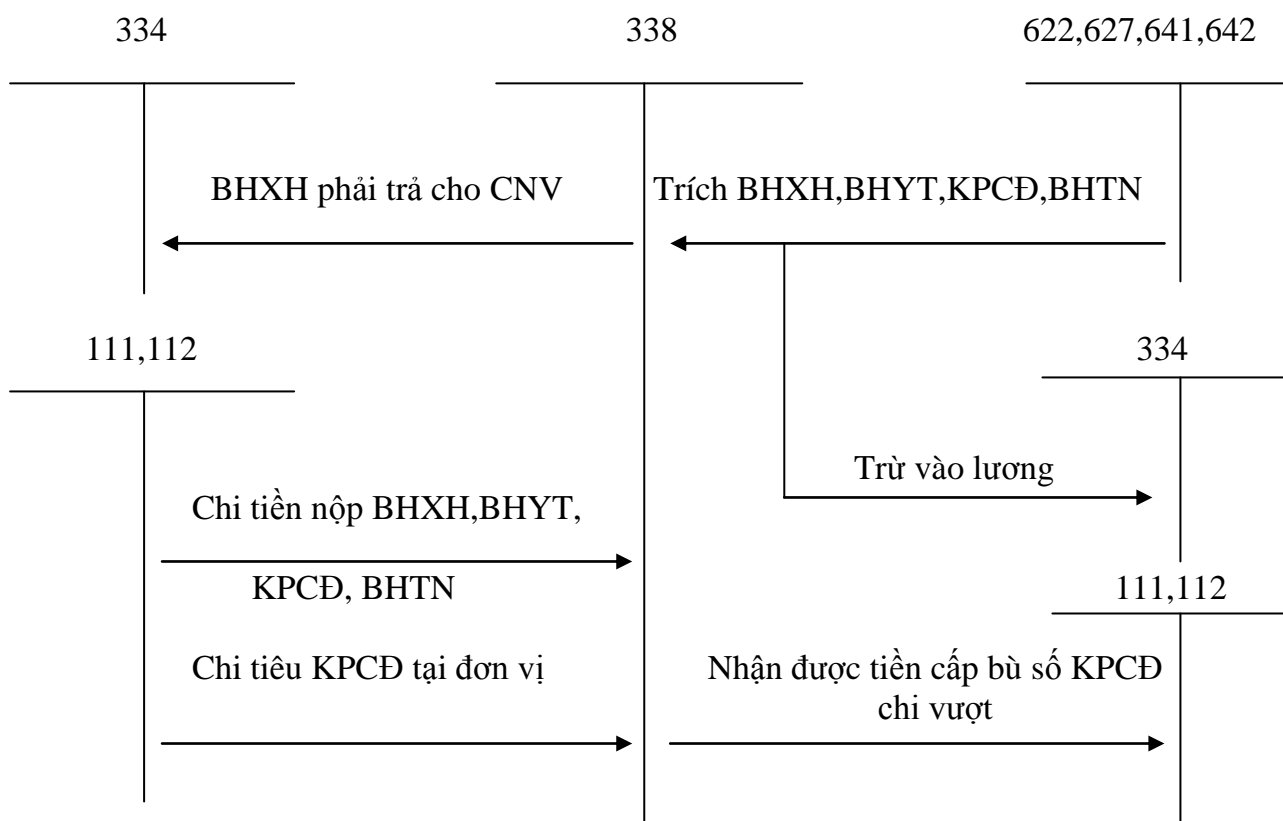 334
338
622,627,641,642
BHXH phải trả cho CNV
Trích BHXH,BHYT,KPCĐ,BHTN
111,112
334
Trừ vào lương
Chi tiền nộp BHXH,BHYT,
KPCĐ, BHTN
111,112
Chi tiêu KPCĐ tại đơn vị
Nhận được tiền cấp bù số KPCĐ
chi vượt